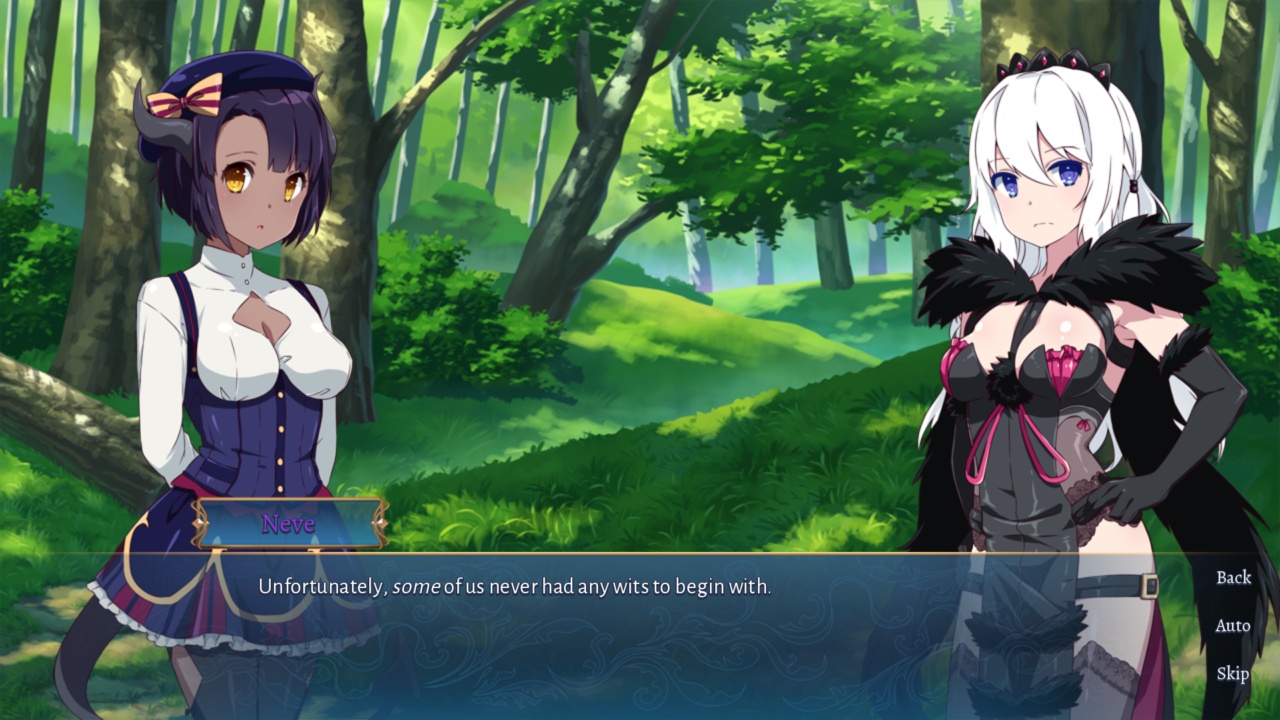 Neve
Unfortunately, some of us never had any wits to begin with.
Back
Auto
Skip